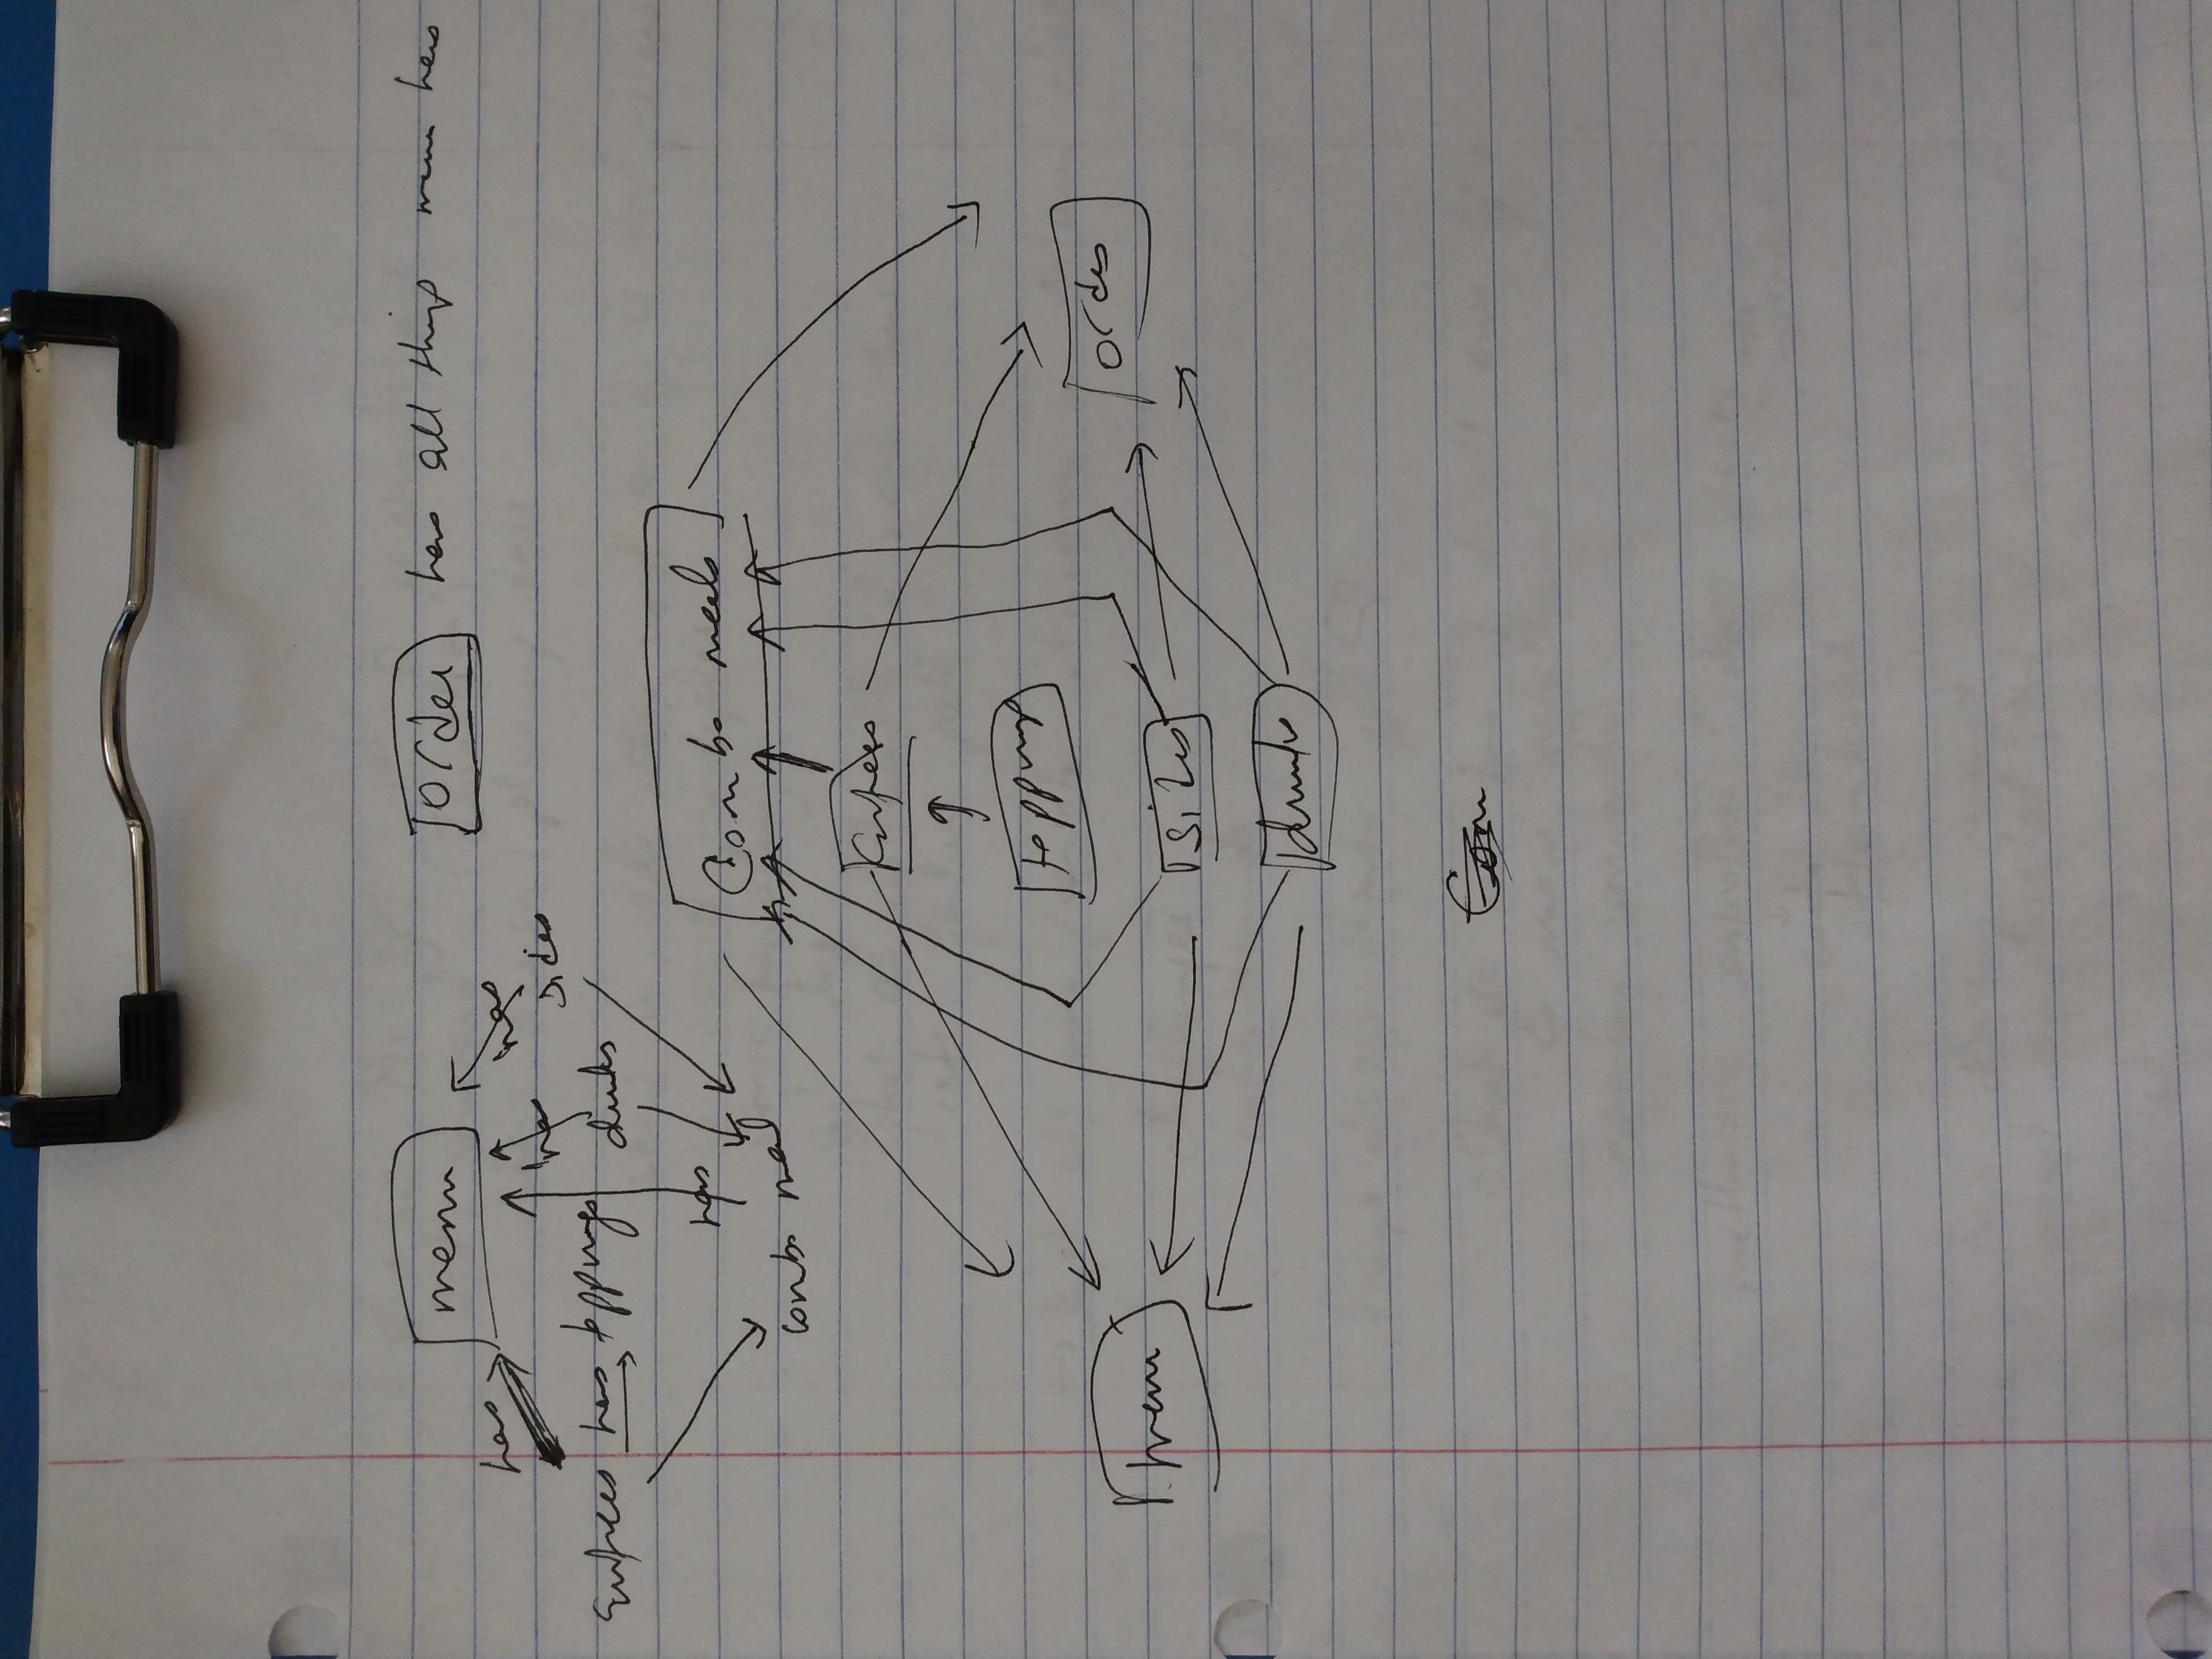 menu
order has all things menu has
has
has
has
sides
Entrees has toppings
drinks
has
combo meal
Combo meals
Entrees
toppings
menu
order
sides
drinks
Com